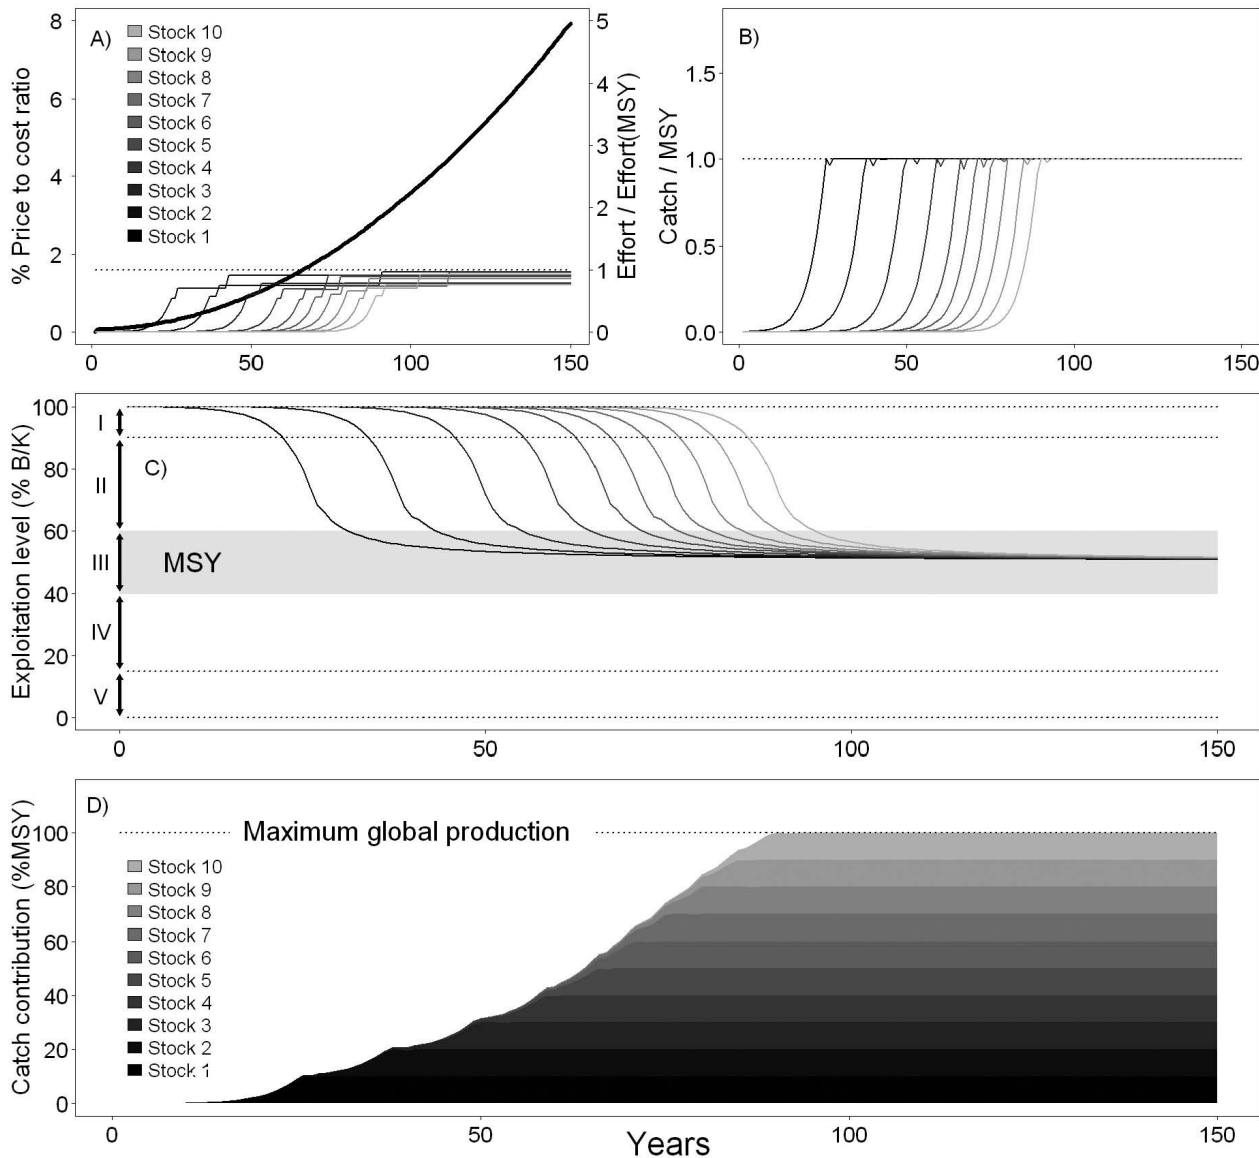 A)
% Price to cost ratio
8
6
4
2
0
Stock 10
Stock 9
Stock 8
Stock 7
Stock 6
Stock 5
Stock 4
Stock 3
Stock 2
Stock 1
5
4
3
2
1
0
Effort / Effort(MSY)
0
50
100
150
B)
Catch / MSY
1.5
1.0
0.5
0.0
0
50
100
150
C)
Exploitation level (% B/K)
100
80
60
40
20
0
I
II
III
IV
V
MSY
0
50
100
150
D)
Catch contribution (%MSY)
100
80
60
40
20
0
Maximum global production
Stock 10
Stock 9
Stock 8
Stock 7
Stock 6
Stock 5
Stock 4
Stock 3
Stock 2
Stock 1
0
50
100
150
Years